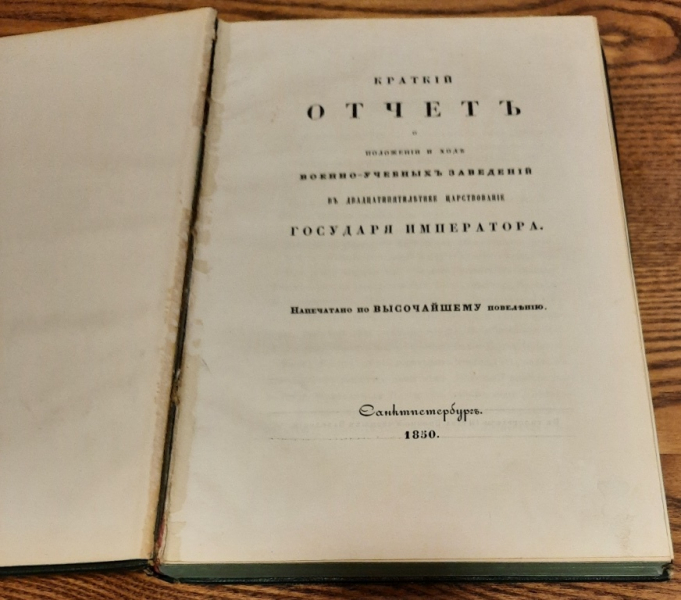 КРАТКІЙ
ОТЧЕТЪ
О
ПОЛОЖЕНІИ И ХОДѢ
ВОЕННО-УЧЕБНЫХЪ ЗАВЕДЕНІЙ
ВЪ ДВАДЦАТИПЯТИЛѢТНЕЕ ЦАРСТВОВАНІЕ
ГОСУДАРЯ ИМПЕРАТОРА.
НАПЕЧАТАНО ПО ВЫСОЧАЙШЕМУ ПОВЕЛѢНІЮ.
Санктпетербургъ.
1850.